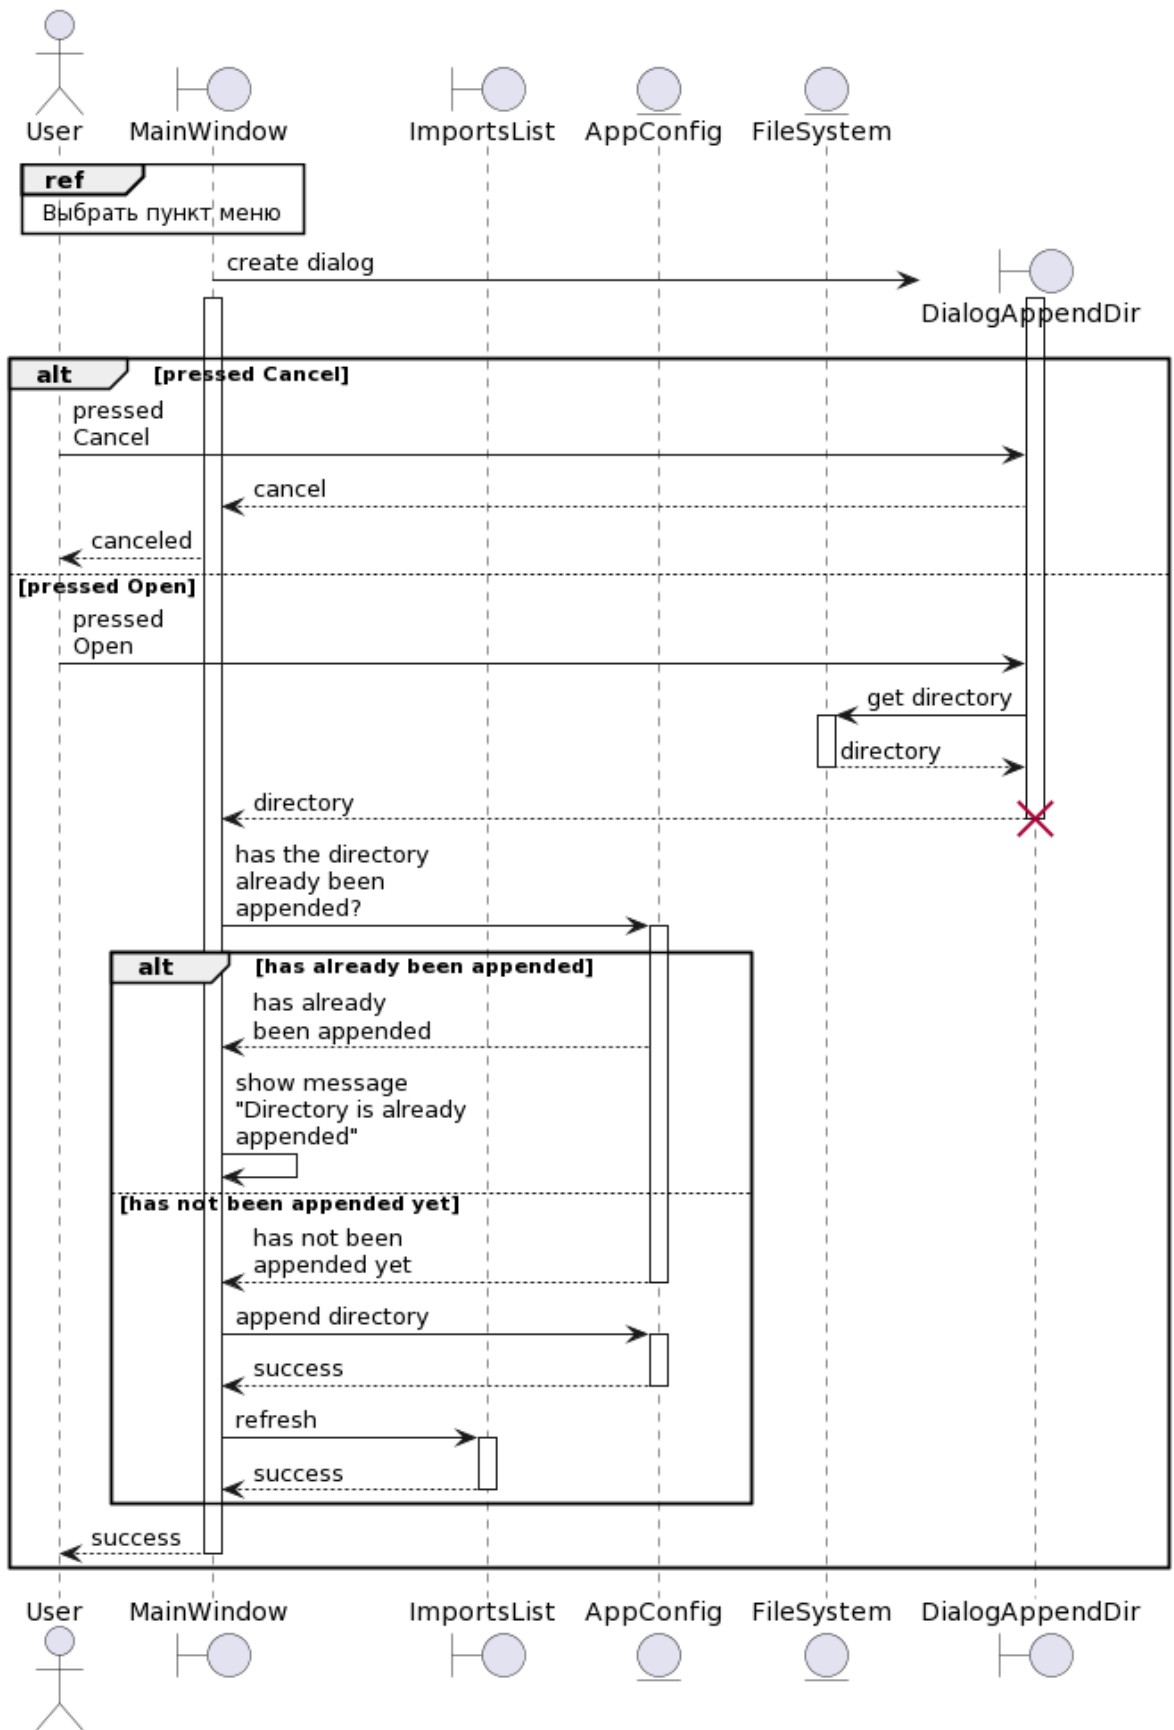 User
MainWindow
ImportsList
AppConfig
FileSystem
ref
Выбрать пункт меню
create dialog
DialogAppendDir
alt
[pressed Cancel]
pressed
Cancel
cancel
canceled
[pressed Open]
pressed
Open
get directory
directory
directory
has the directory
already been
appended?
alt
[has already been appended]
has already
been appended
show message
"Directory is already
appended"
[has not been appended yet]
has not been
appended yet
append directory
success
refresh
success
success
User
MainWindow
ImportsList
AppConfig
FileSystem
DialogAppendDir